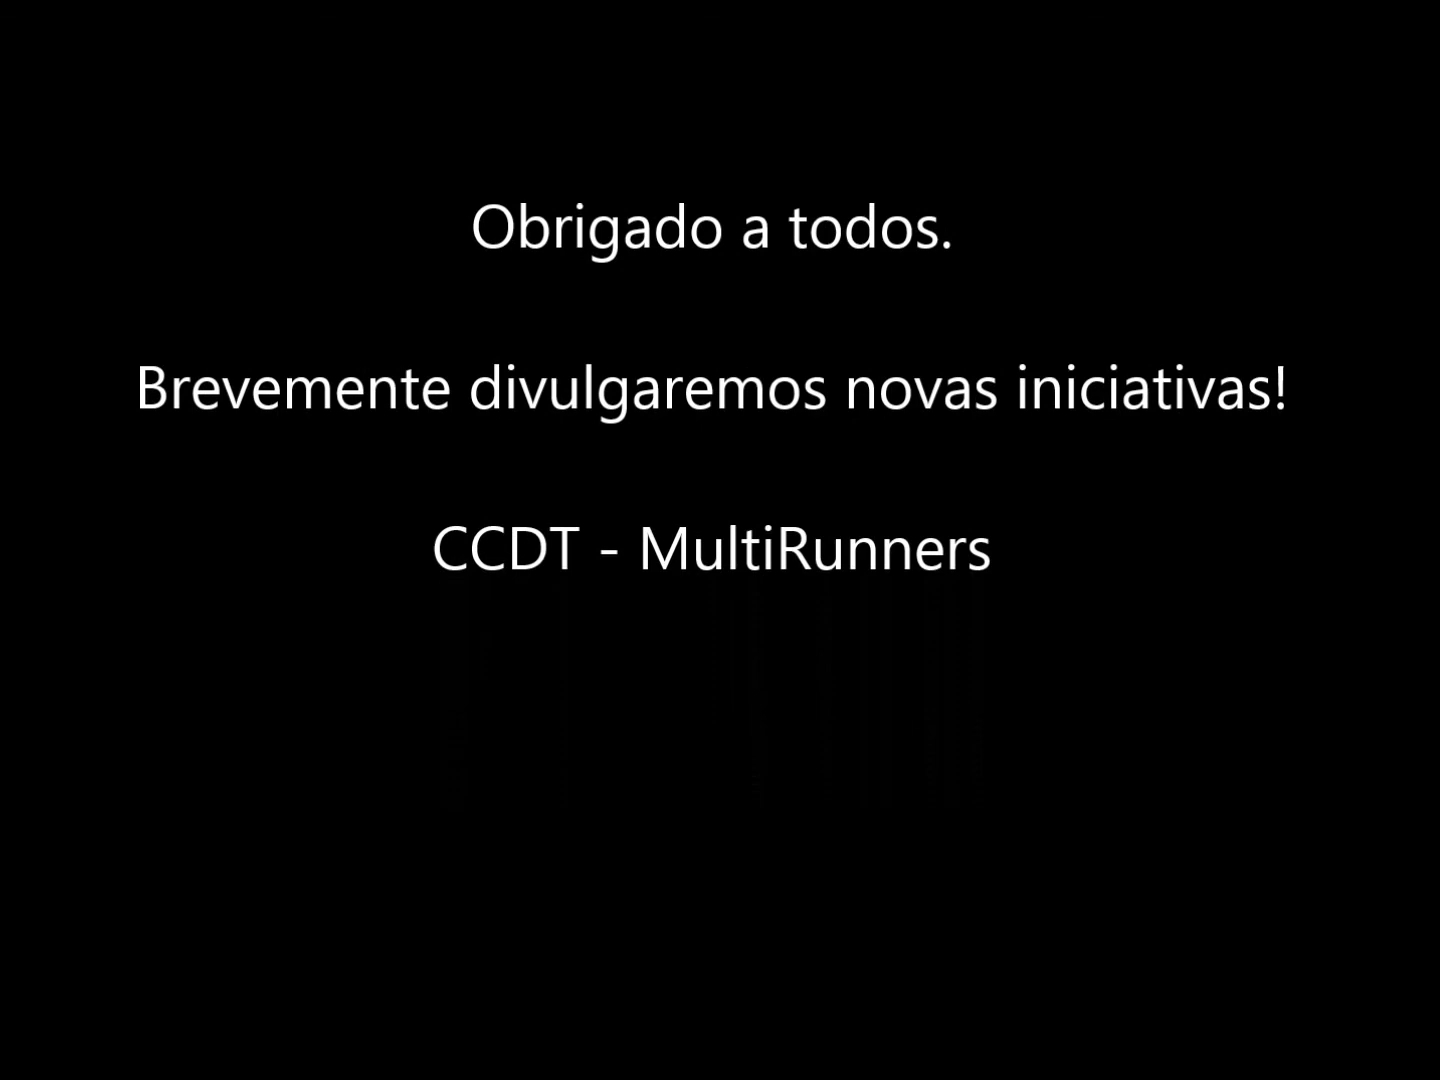 Obrigado a todos.
Brevemente divulgaremos novas iniciativas!
CCDT - MultiRunners